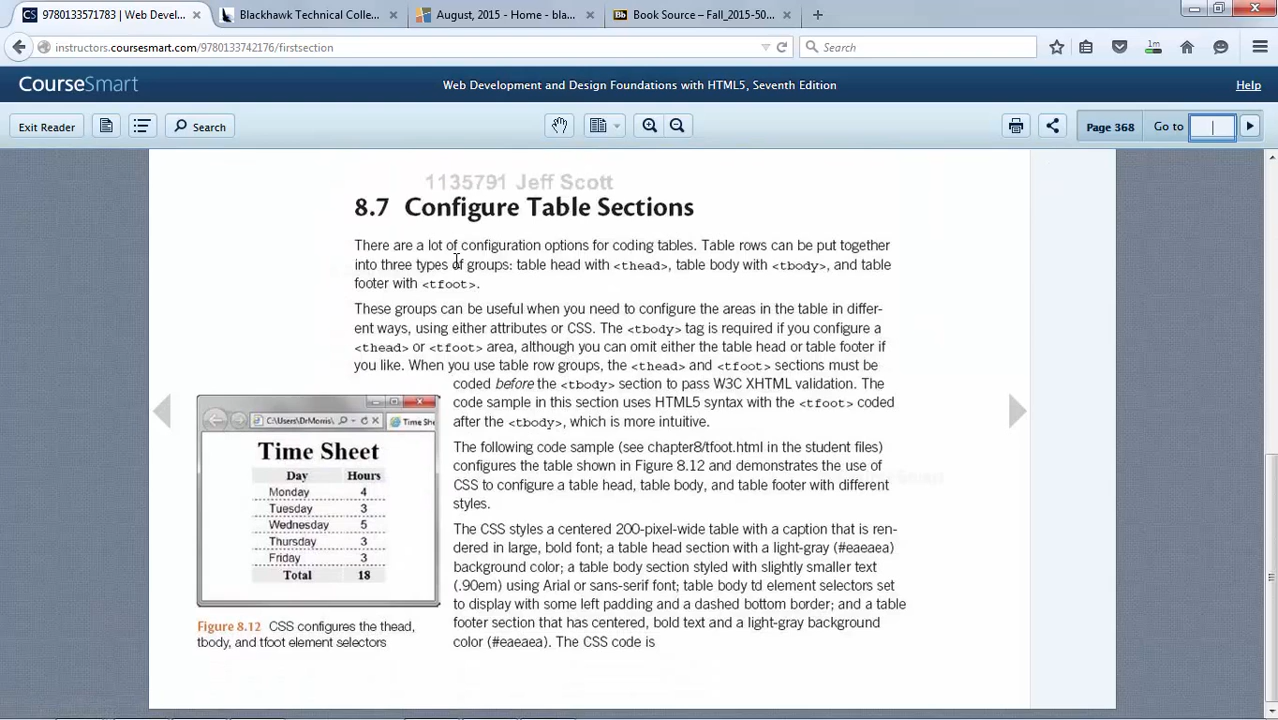 9780133571783 | Web Devel...
Blackhawk Technical Colle...
August, 2015 - Home - bla...
Book Source – Fall_2015-50...
instructors.coursesmart.com/9780133742176/firstsection
Search
1m
CourseSmart
Web Development and Design Foundations with HTML5, Seventh Edition
Help
Exit Reader
Search
Page 368
Go to
1135791 Jeff Scott
8.7 Configure Table Sections
There are a lot of configuration options for coding tables. Table rows can be put together
into three types of groups: table head with <thead>, table body with <tbody>, and table
footer with <tfoot>.
These groups can be useful when you need to configure the areas in the table in differ-
ent ways, using either attributes or CSS. The <tbody> tag is required if you configure a
<thead> or <tfoot> area, although you can omit either the table head or table footer if
you like. When you use table row groups, the <thead> and <tfoot> sections must be
coded before the <tbody> section to pass W3C XHTML validation. The
code sample in this section uses HTML5 syntax with the <tfoot> coded
after the <tbody>, which is more intuitive.
The following code sample (see chapter8/tfoot.html in the student files)
configures the table shown in Figure 8.12 and demonstrates the use of
CSS to configure a table head, table body, and table footer with different
styles.
The CSS styles a centered 200-pixel-wide table with a caption that is ren-
dered in large, bold font; a table head section with a light-gray (#eaeaea)
background color; a table body section styled with slightly smaller text
(.90em) using Arial or sans-serif font; table body td element selectors set
to display with some left padding and a dashed bottom border; and a table
footer section that has centered, bold text and a light-gray background
color (#eaeaea). The CSS code is
C:\Users\DrMorris\
Time Sh
Time Sheet
Day Hours
Monday 4
Tuesday 3
Wednesday 5
Thursday 3
Friday 3
Total 18
Figure 8.12 CSS configures the thead,
tbody, and tfoot element selectors